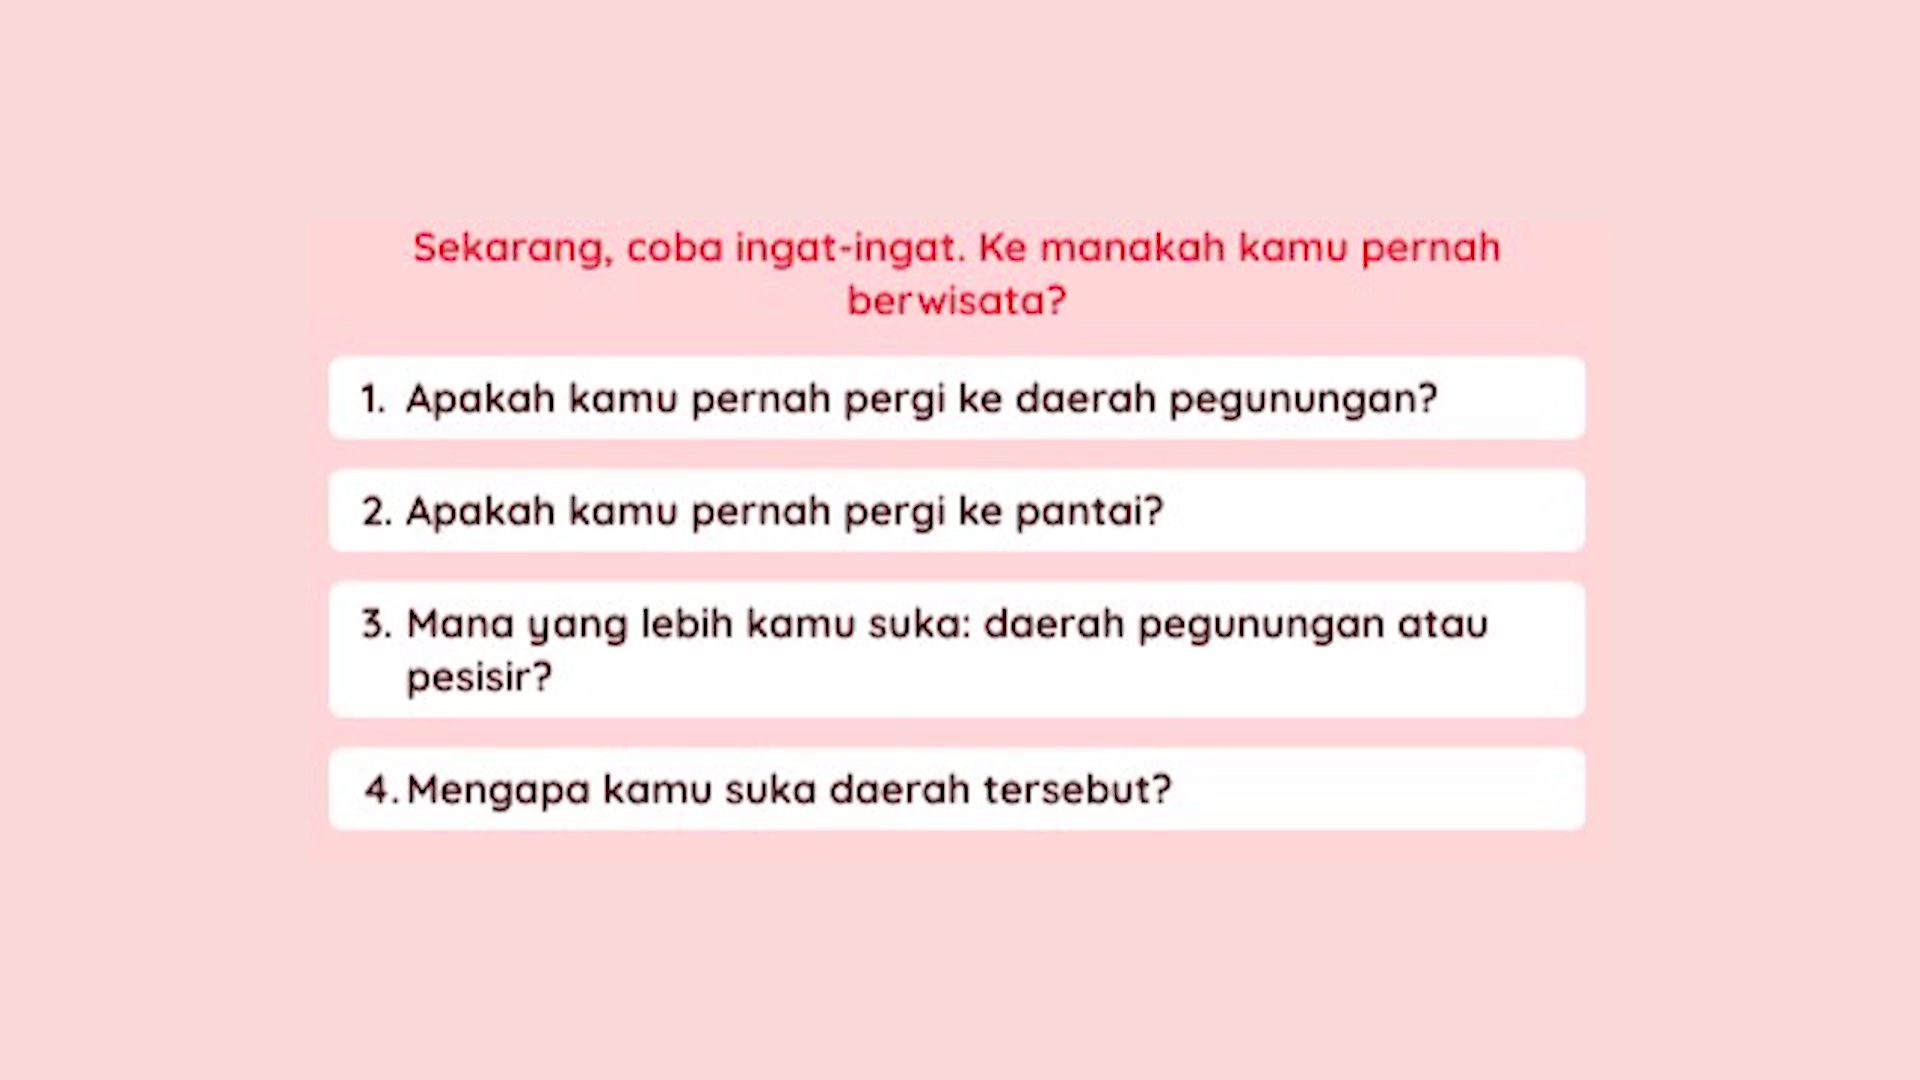 Sekarang, coba ingat-ingat. Ke manakah kamu pernah
berwisata?
1. Apakah kamu pernah pergi ke daerah pegunungan?
2. Apakah kamu pernah pergi ke pantai?
3. Mana yang lebih kamu suka: daerah pegunungan atau
pesisir?
4. Mengapa kamu suka daerah tersebut?